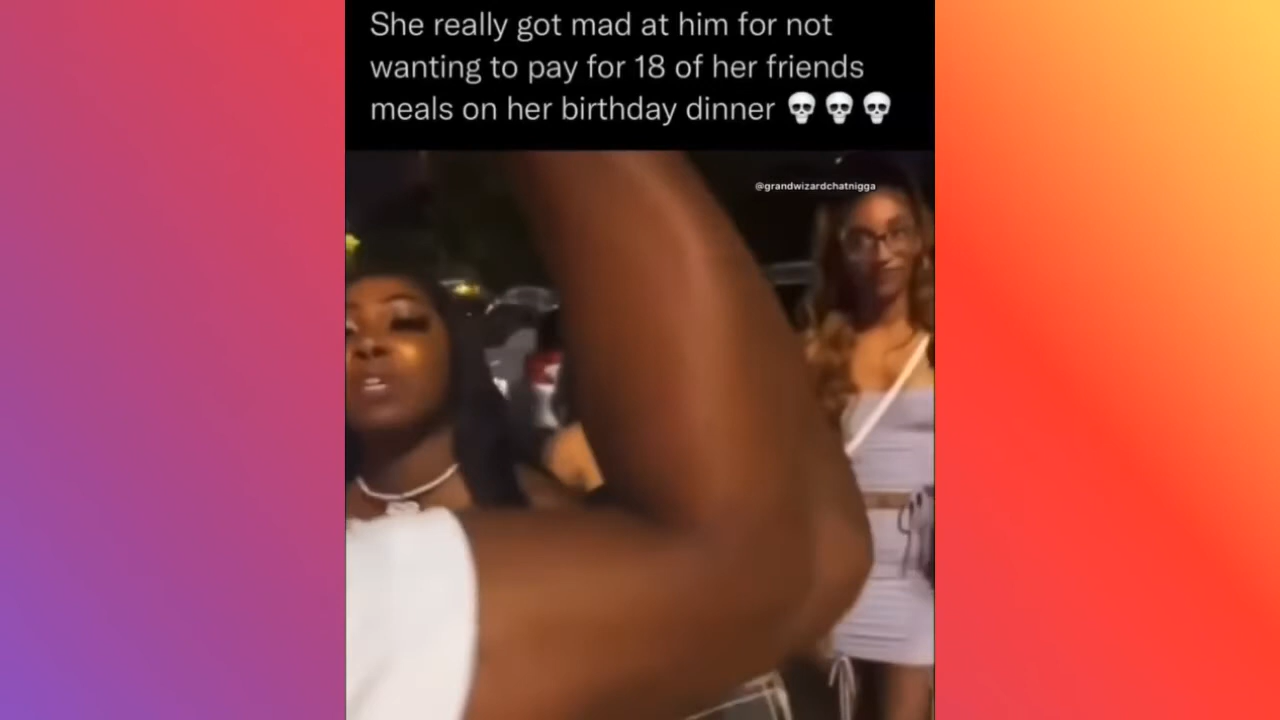 She really got mad at him for not
wanting to pay for 18 of her friends
meals on her birthday dinner 💀💀💀
@grandwizardchatnigga